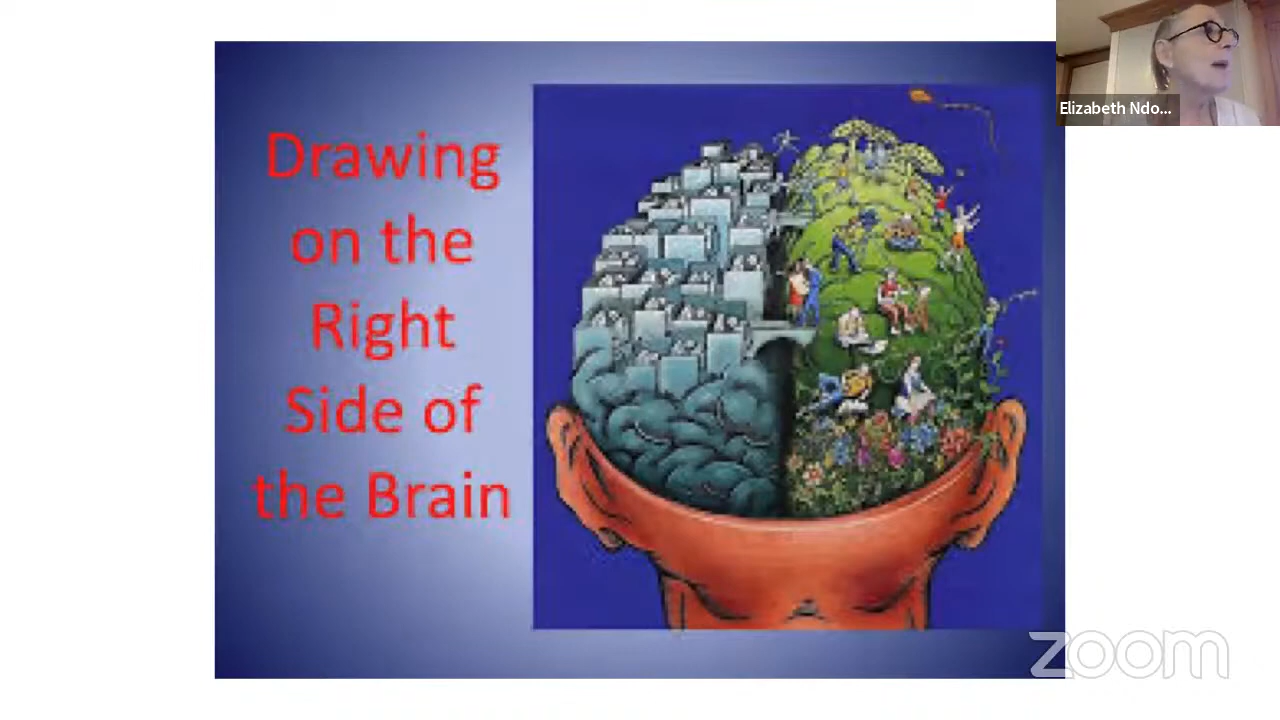 Drawing
on the
Right
Side of
the Brain
Elizabeth Ndo...
zoom